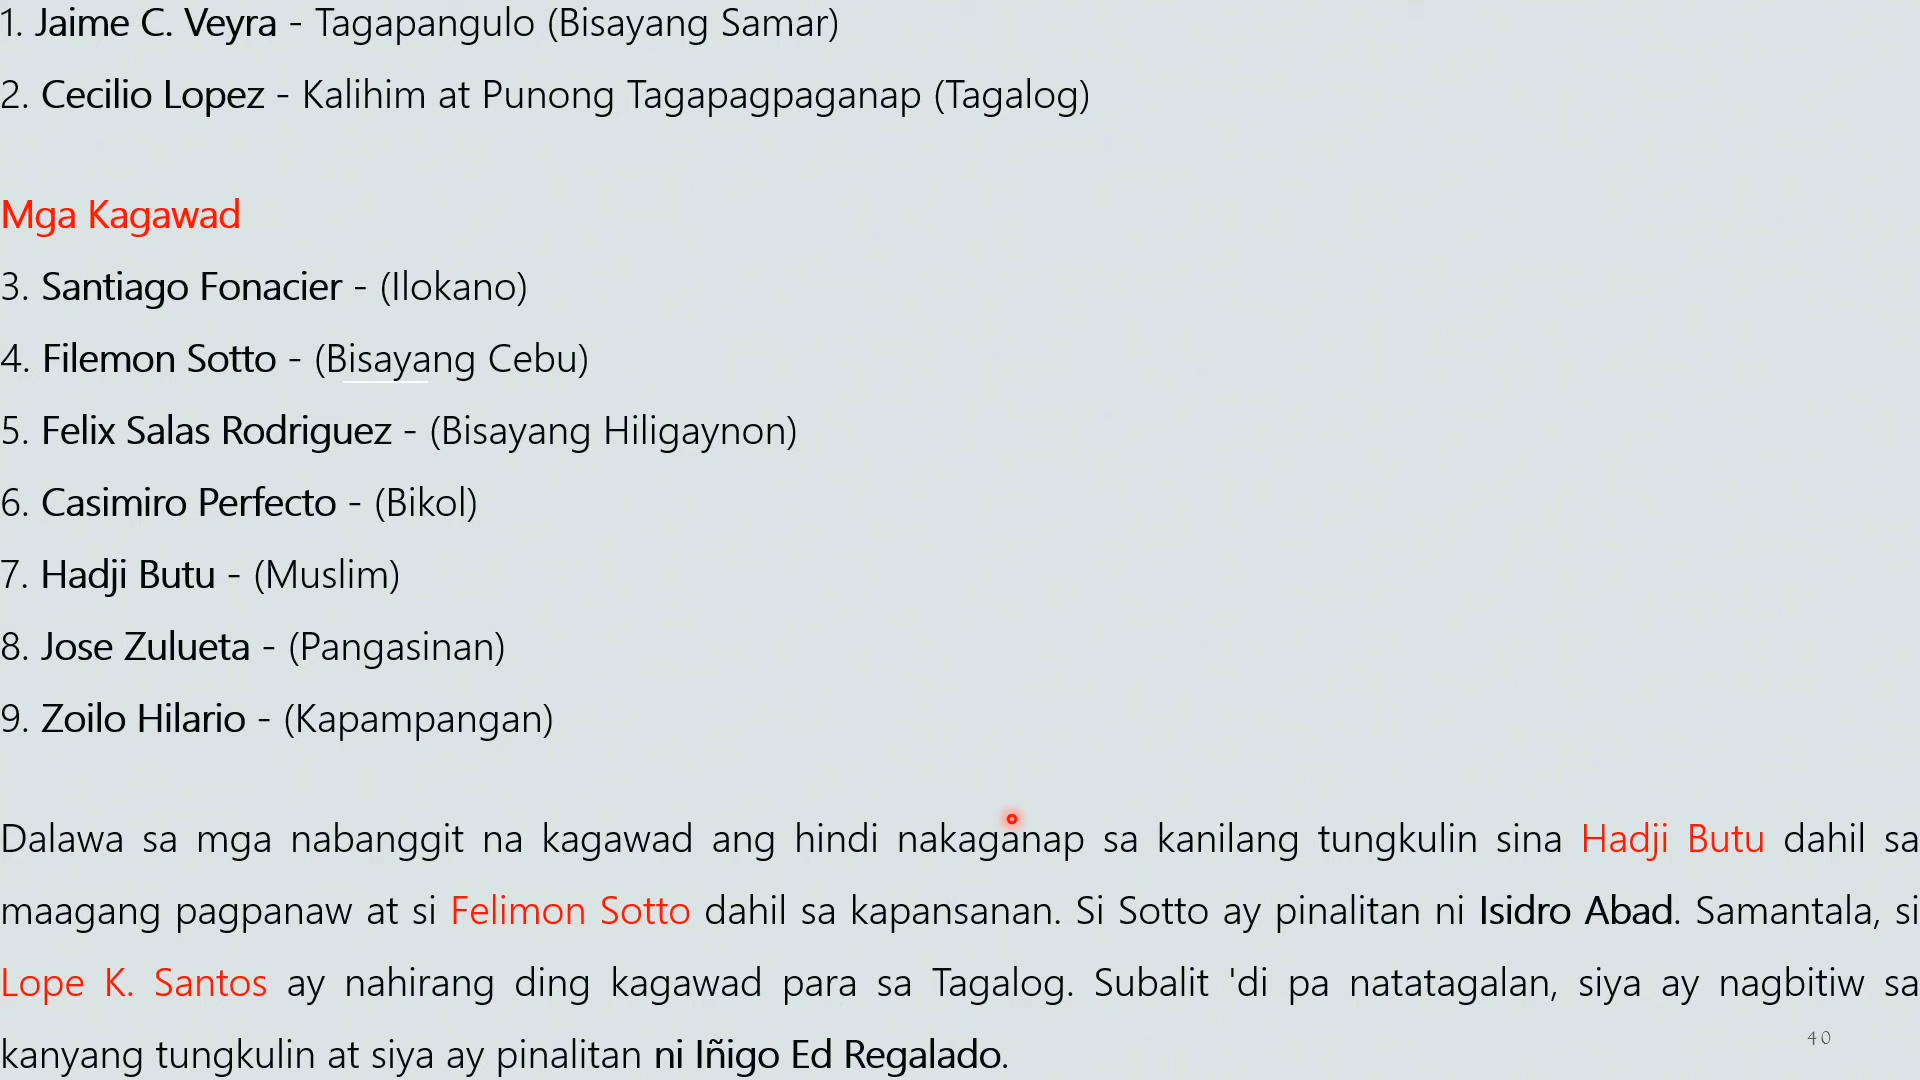 1. Jaime C. Veyra - Tagapangulo (Bisayang Samar)
2. Cecilio Lopez - Kalihim at Punong Tagapagpaganap (Tagalog)
Mga Kagawad
3. Santiago Fonacier - (Ilokano)
4. Filemon Sotto - (Bisayang Cebu)
5. Felix Salas Rodriguez - (Bisayang Hiligaynon)
6. Casimiro Perfecto - (Bikol)
7. Hadji Butu - (Muslim)
8. Jose Zulueta - (Pangasinan)
9. Zoilo Hilario - (Kapampangan)
Dalawa sa mga nabanggit na kagawad ang hindi nakaganap sa kanilang tungkulin sina Hadji Butu dahil sa
maagang pagpanaw at si Felimon Sotto dahil sa kapansanan. Si Sotto ay pinalitan ni Isidro Abad. Samantala, si
Lope K. Santos ay nahirang ding kagawad para sa Tagalog. Subalit 'di pa natatagalan, siya ay nagbitiw sa
kanyang tungkulin at siya ay pinalitan ni Iñigo Ed Regalado.
40